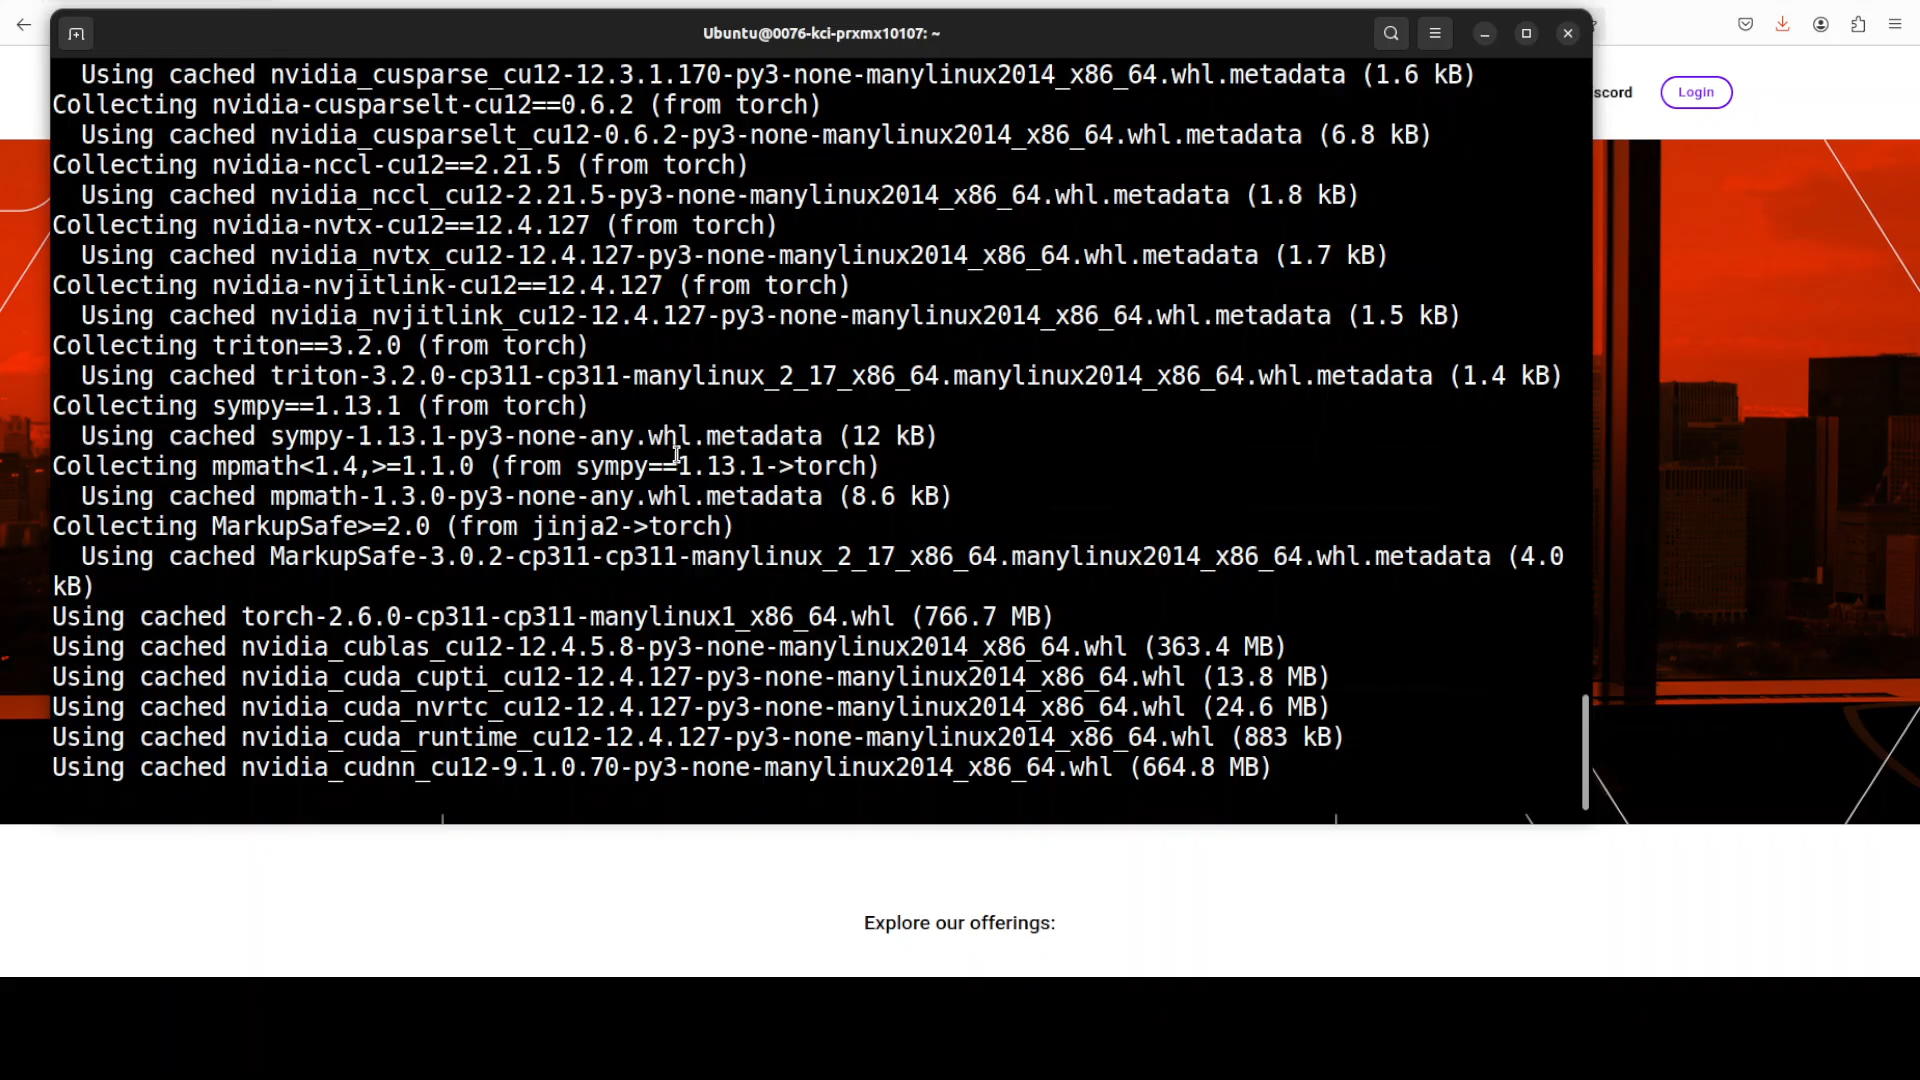 Ubuntu@0076-kci-prxmx10107: ~
Using cached nvidia_cusparse_cu12-12.3.1.170-py3-none-manylinux2014_x86_64.whl.metadata (1.6 kB)
Collecting nvidia-cusparselt-cu12==0.6.2 (from torch)
Using cached nvidia_cusparselt_cu12-0.6.2-py3-none-manylinux2014_x86_64.whl.metadata (6.8 kB)
Collecting nvidia-nccl-cu12==2.21.5 (from torch)
Using cached nvidia_nccl_cu12-2.21.5-py3-none-manylinux2014_x86_64.whl.metadata (1.8 kB)
Collecting nvidia-nvtx-cu12==12.4.127 (from torch)
Using cached nvidia_nvtx_cu12-12.4.127-py3-none-manylinux2014_x86_64.whl.metadata (1.7 kB)
Collecting nvidia-nvjitlink-cu12==12.4.127 (from torch)
Using cached nvidia_nvjitlink_cu12-12.4.127-py3-none-manylinux2014_x86_64.whl.metadata (1.5 kB)
Collecting triton==3.2.0 (from torch)
Using cached triton-3.2.0-cp311-cp311-manylinux_2_17_x86_64.manylinux2014_x86_64.whl.metadata (1.4 kB)
Collecting sympy==1.13.1 (from torch)
Using cached sympy-1.13.1-py3-none-any.whl.metadata (12 kB)
Collecting mpmath<1.4,>=1.1.0 (from sympy==1.13.1->torch)
Using cached mpmath-1.3.0-py3-none-any.whl.metadata (8.6 kB)
Collecting MarkupSafe>=2.0 (from jinja2->torch)
Using cached MarkupSafe-3.0.2-cp311-cp311-manylinux_2_17_x86_64.manylinux2014_x86_64.whl.metadata (4.0
kB)
Using cached torch-2.6.0-cp311-cp311-manylinux1_x86_64.whl (766.7 MB)
Using cached nvidia_cublas_cu12-12.4.5.8-py3-none-manylinux2014_x86_64.whl (363.4 MB)
Using cached nvidia_cuda_cupti_cu12-12.4.127-py3-none-manylinux2014_x86_64.whl (13.8 MB)
Using cached nvidia_cuda_nvrtc_cu12-12.4.127-py3-none-manylinux2014_x86_64.whl (24.6 MB)
Using cached nvidia_cuda_runtime_cu12-12.4.127-py3-none-manylinux2014_x86_64.whl (883 kB)
Using cached nvidia_cudnn_cu12-9.1.0.70-py3-none-manylinux2014_x86_64.whl (664.8 MB)
scord
Login
Explore our offerings: